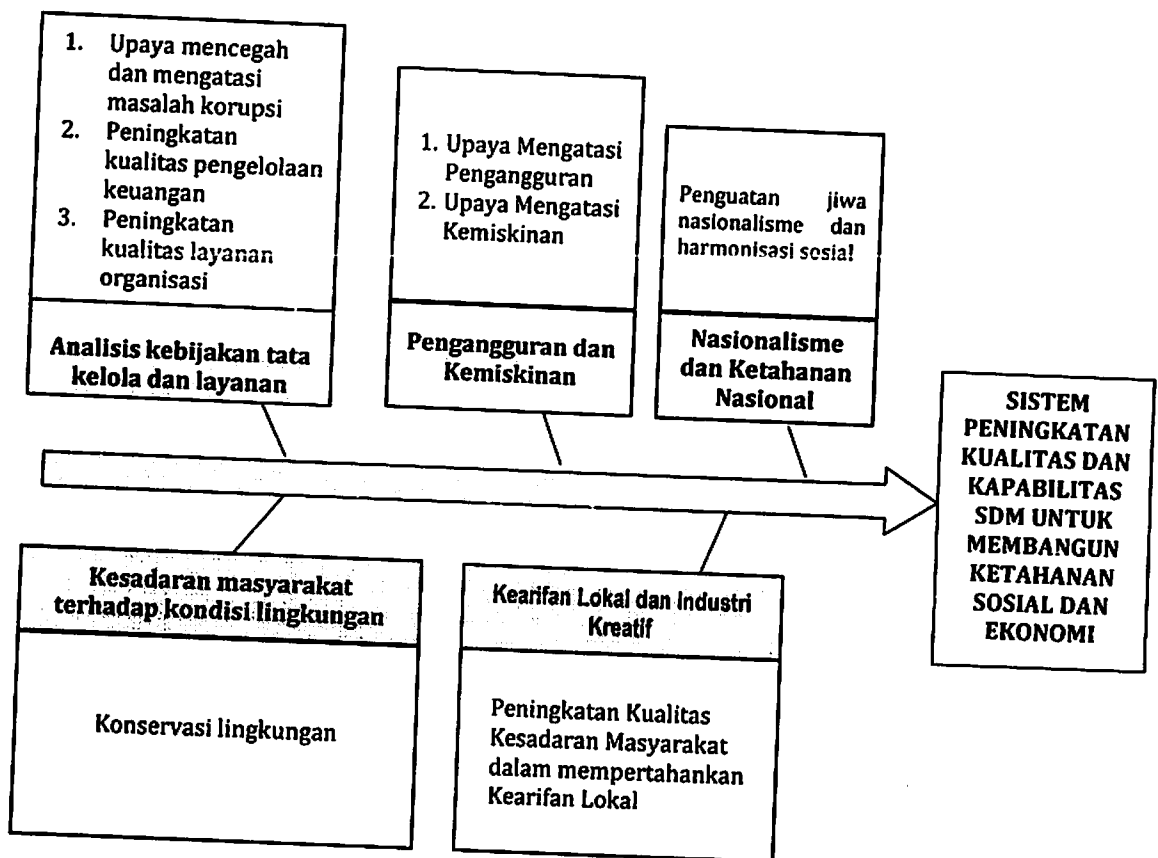 1. Upaya mencegah
dan mengatasi
masalah korupsi
2. Peningkatan
kualitas pengelolaan
keuangan
3. Peningkatan
kualitas layanan
organisasi
Analisis kebijakan tata
kelola dan layanan
1. Upaya Mengatasi
Pengangguran
2. Upaya Mengatasi
Kemiskinan
Pengangguran dan
Kemiskinan
Penguatan jiwa
nasionalisme dan
harmonisasi sosial
Nasionalisme
dan Ketahanan
Nasional
SISTEM
PENINGKATAN
KUALITAS DAN
KAPABILITAS
SDM UNTUK
MEMBANGUN
KETAHANAN
SOSIAL DAN
EKONOMI
Kesadaran masyarakat
terhadap kondisi lingkungan
Konservasi lingkungan
Kearifan Lokal dan Industri
Kreatif
Peningkatan Kualitas
Kesadaran Masyarakat
dalam mempertahankan
Kearifan Lokal